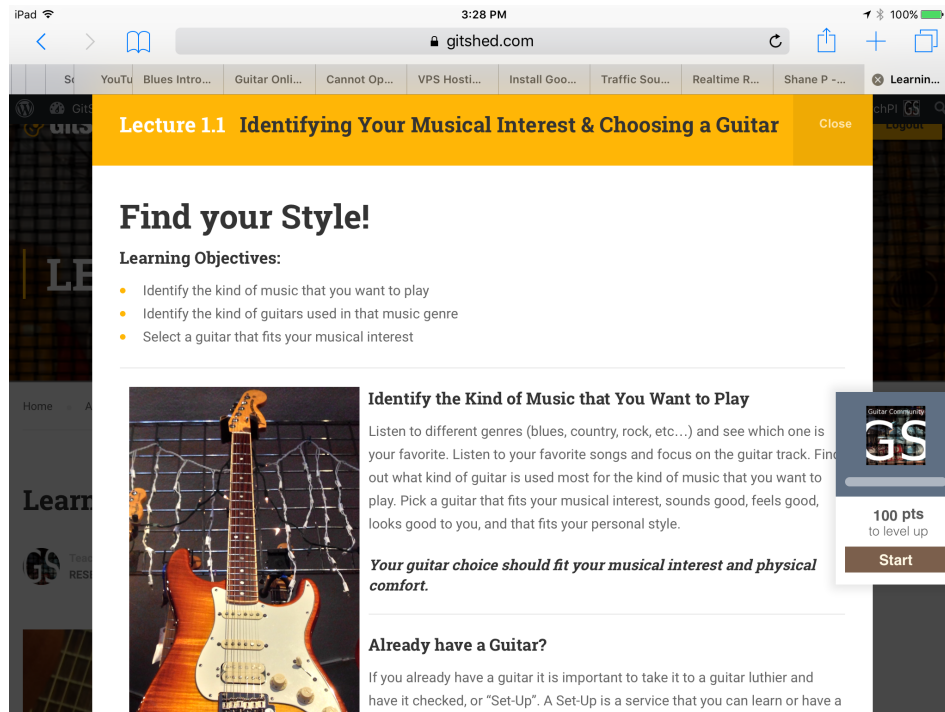 iPad 3:28 PM 100%
gitshed.com
Sc YouTu Blues Intro... Guitar Onli... Cannot Op... VPS Hosti... Install Goo... Traffic Sou... Realtime R... Shane P -... Learnin...
GitS
Lecture 1.1 Identifying Your Musical Interest & Choosing a Guitar
Close
Logout
LE
Find your Style!
Learning Objectives:
Identify the kind of music that you want to play
Identify the kind of guitars used in that music genre
Select a guitar that fits your musical interest
Home
Learn
Identify the Kind of Music that You Want to Play
Listen to different genres (blues, country, rock, etc...) and see which one is
your favorite. Listen to your favorite songs and focus on the guitar track. Find
out what kind of guitar is used most for the kind of music that you want to
play. Pick a guitar that fits your musical interest, sounds good, feels good,
looks good to you, and that fits your personal style.
Your guitar choice should fit your musical interest and physical
comfort.
Already have a Guitar?
If you already have a guitar it is important to take it to a guitar luthier and
have it checked, or “Set-Up”. A Set-Up is a service that you can learn or have a
Guitar Community
GS
100 pts
to level up
Start